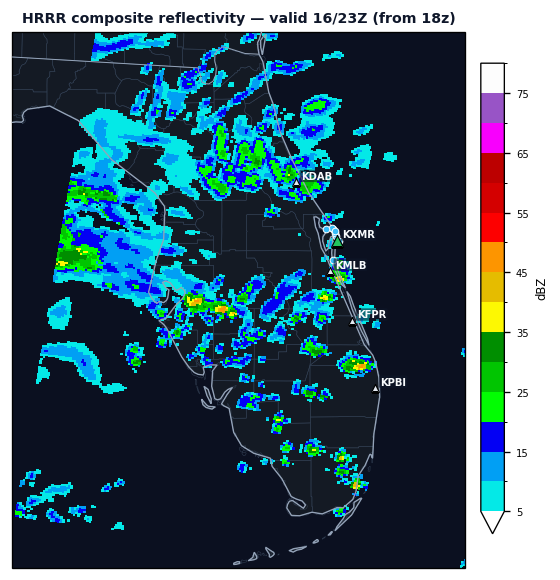 HRRR composite reflectivity — valid 16/23Z (from 18z)
KDAB
KXMR
KMLB
KFPR
KPBI
75
65
55
45
35
25
15
5
dBZ